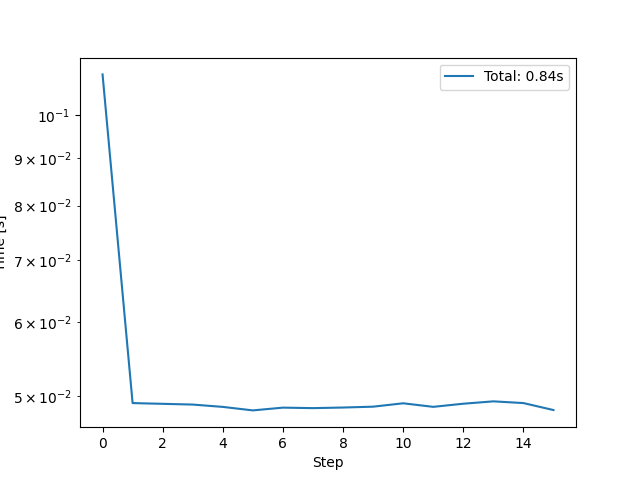 Total: 0.84s
10⁻¹
9 × 10⁻²
8 × 10⁻²
7 × 10⁻²
6 × 10⁻²
5 × 10⁻²
Time [s]
0 2 4 6 8 10 12 14
Step